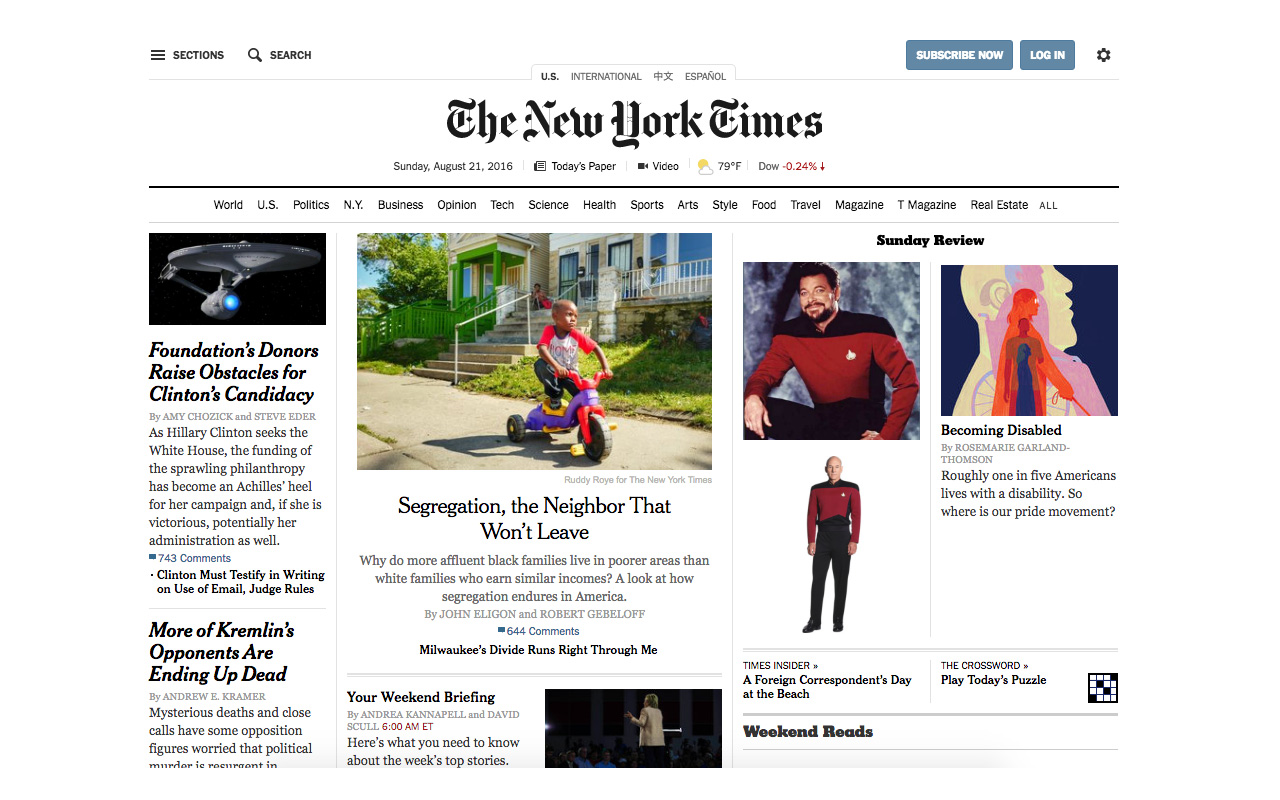 SECTIONS
SEARCH
SUBSCRIBE NOW
LOG IN
U.S.
INTERNATIONAL
中文
ESPAÑOL
The New York Times
Sunday, August 21, 2016
Today's Paper
Video
79°F
Dow -0.24%
World
U.S.
Politics
N.Y.
Business
Opinion
Tech
Science
Health
Sports
Arts
Style
Food
Travel
Magazine
T Magazine
Real Estate
ALL
Foundation's Donors
Raise Obstacles for
Clinton's Candidacy
By AMY CHOZICK and STEVE EDER
As Hillary Clinton seeks the
White House, the funding of
the sprawling philanthropy
has become an Achilles' heel
for her campaign and, if she is
victorious, potentially her
administration as well.
743 Comments
· Clinton Must Testify in Writing
on Use of Email, Judge Rules
More of Kremlin's
Opponents Are
Ending Up Dead
By ANDREW E. KRAMER
Mysterious deaths and close
calls have some opposition
figures worried that political
murder is resurgent in
HOME
Ruddy Roye for The New York Times
Segregation, the Neighbor That
Won't Leave
Why do more affluent black families live in poorer areas than
white families who earn similar incomes? A look at how
segregation endures in America.
By JOHN ELIGON and ROBERT GEBELOFF
644 Comments
Milwaukee's Divide Runs Right Through Me
Your Weekend Briefing
By ANDREA KANNAPELL and DAVID
SCULL 6:00 AM ET
Here's what you need to know
about the week's top stories.
Sunday Review
Becoming Disabled
By ROSEMARIE GARLAND-
THOMSON
Roughly one in five Americans
lives with a disability. So
where is our pride movement?
TIMES INSIDER »
A Foreign Correspondent's Day
at the Beach
THE CROSSWORD »
Play Today's Puzzle
Weekend Reads